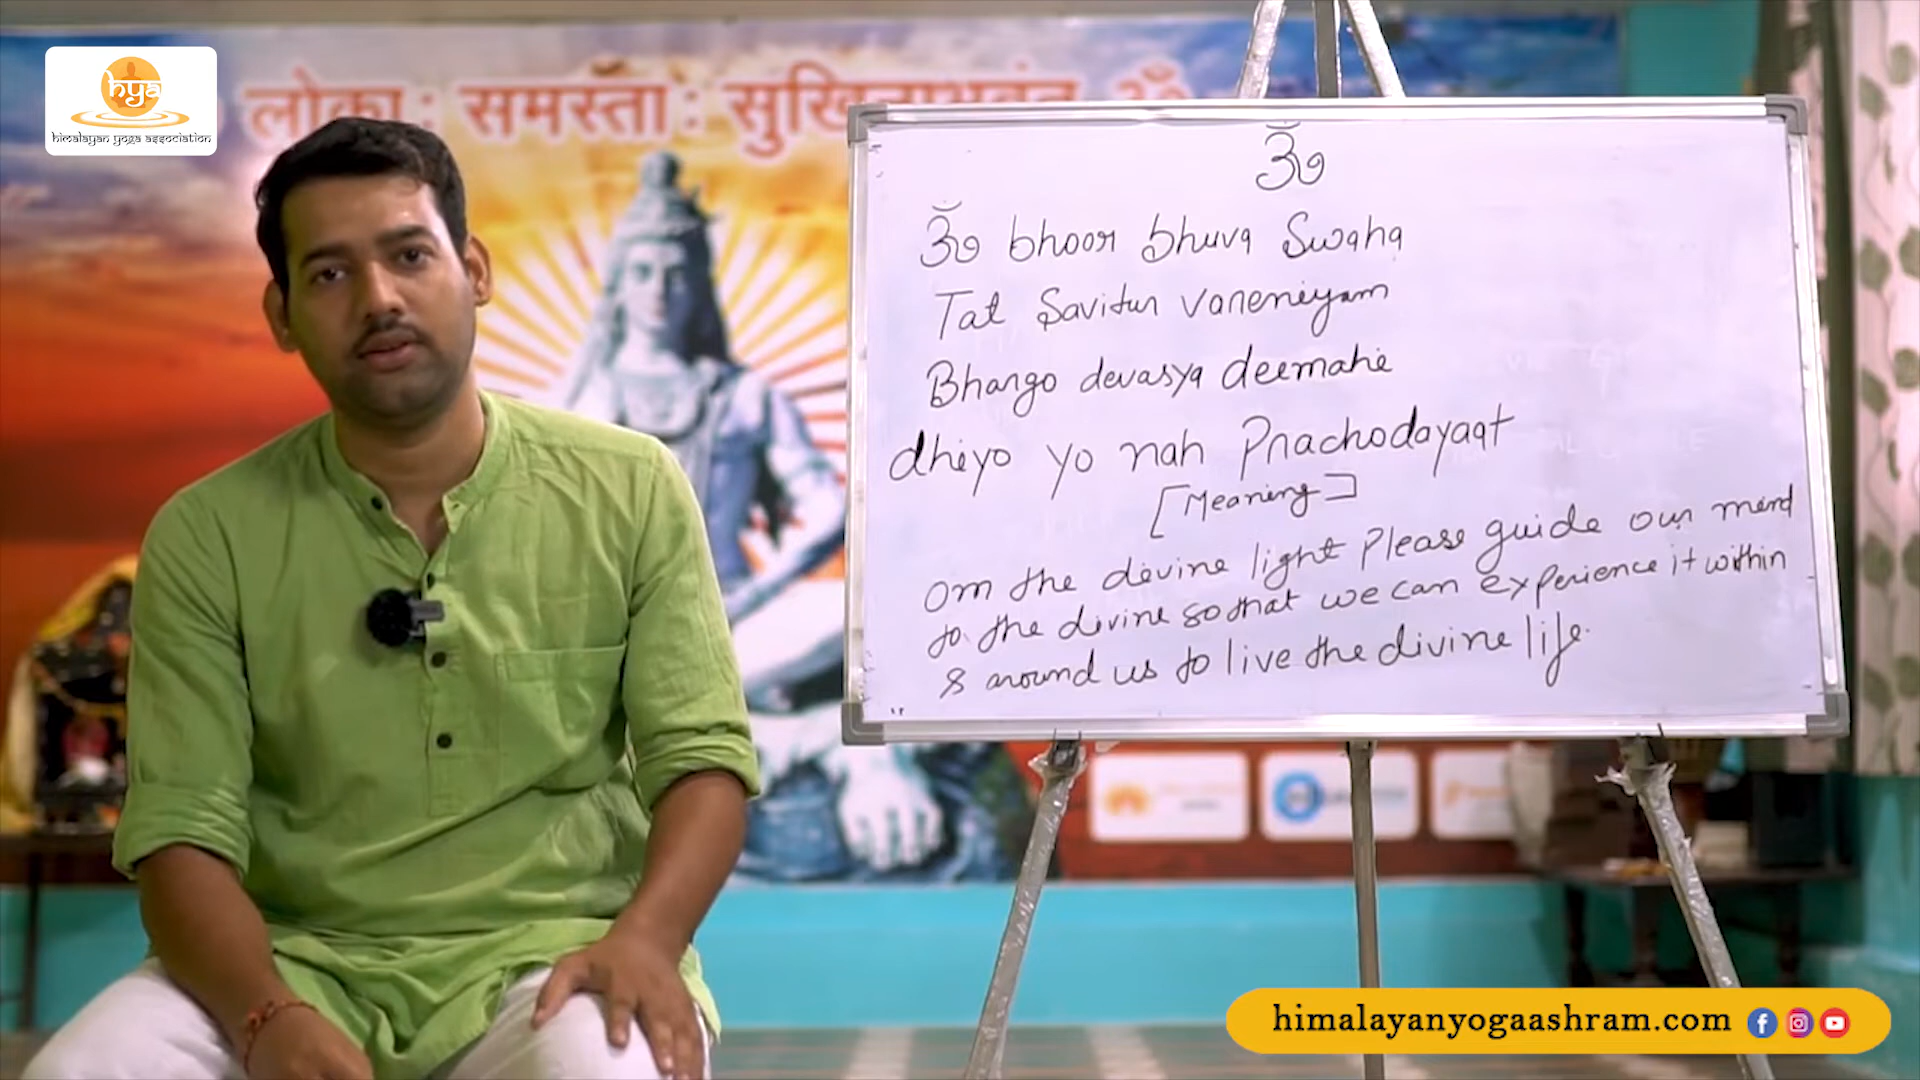 hya
himalayan yoga association
लोका: समस्ता:
ॐ
ॐ bhoor bhuva Swaha
Tat Savitur vareniyam
Bhargo devasya deemahi
dhiyo yo nah Prachodayaat
[Meaning]
om the divine light Please guide our mind
to the divine so that we can experience it within
& around us to live the divine life.
himalayanyogaashram.com